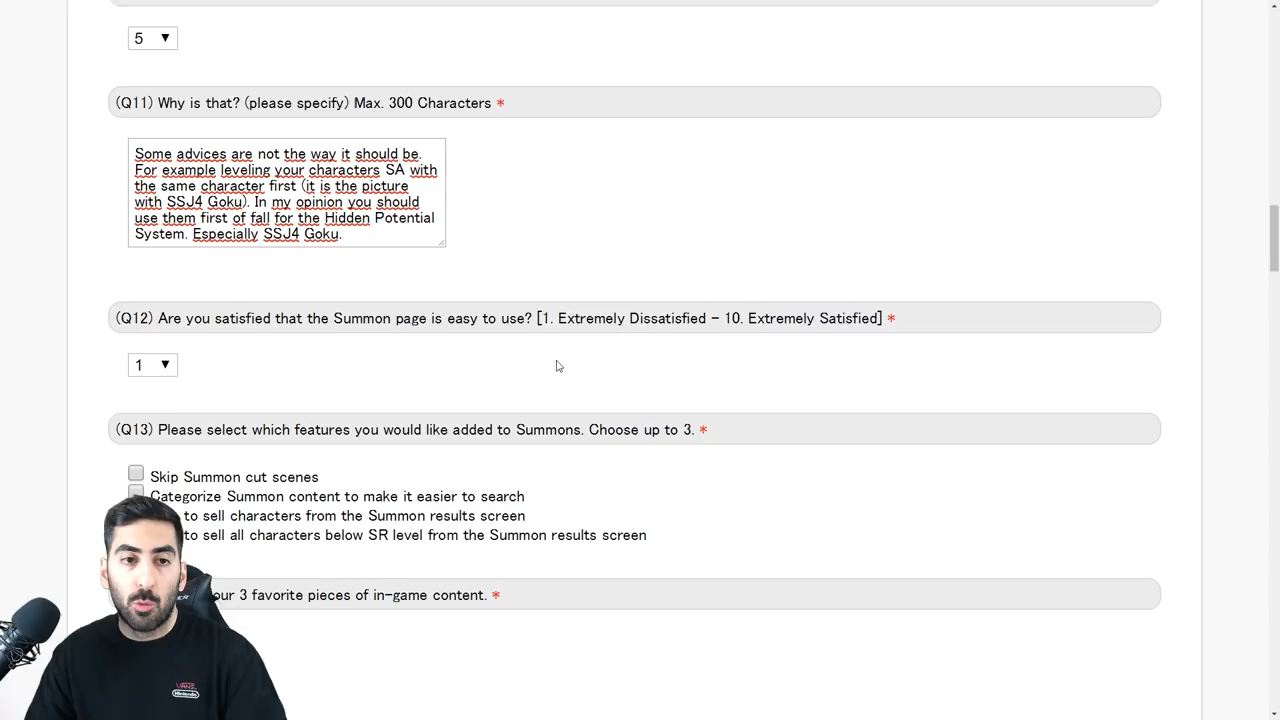 5 ▼
(Q11) Why is that? (please specify) Max. 300 Characters *
Some advices are not the way it should be.
For example leveling your characters SA with
the same character first (it is the picture
with SSJ4 Goku). In my opinion you should
use them first of fall for the Hidden Potential
System. Especially SSJ4 Goku.
(Q12) Are you satisfied that the Summon page is easy to use? [1. Extremely Dissatisfied - 10. Extremely Satisfied] *
1 ▼
(Q13) Please select which features you would like added to Summons. Choose up to 3. *
Skip Summon cut scenes
Categorize Summon content to make it easier to search
to sell characters from the Summon results screen
to sell all characters below SR level from the Summon results screen
our 3 favorite pieces of in-game content. *
VANS
Nintendo